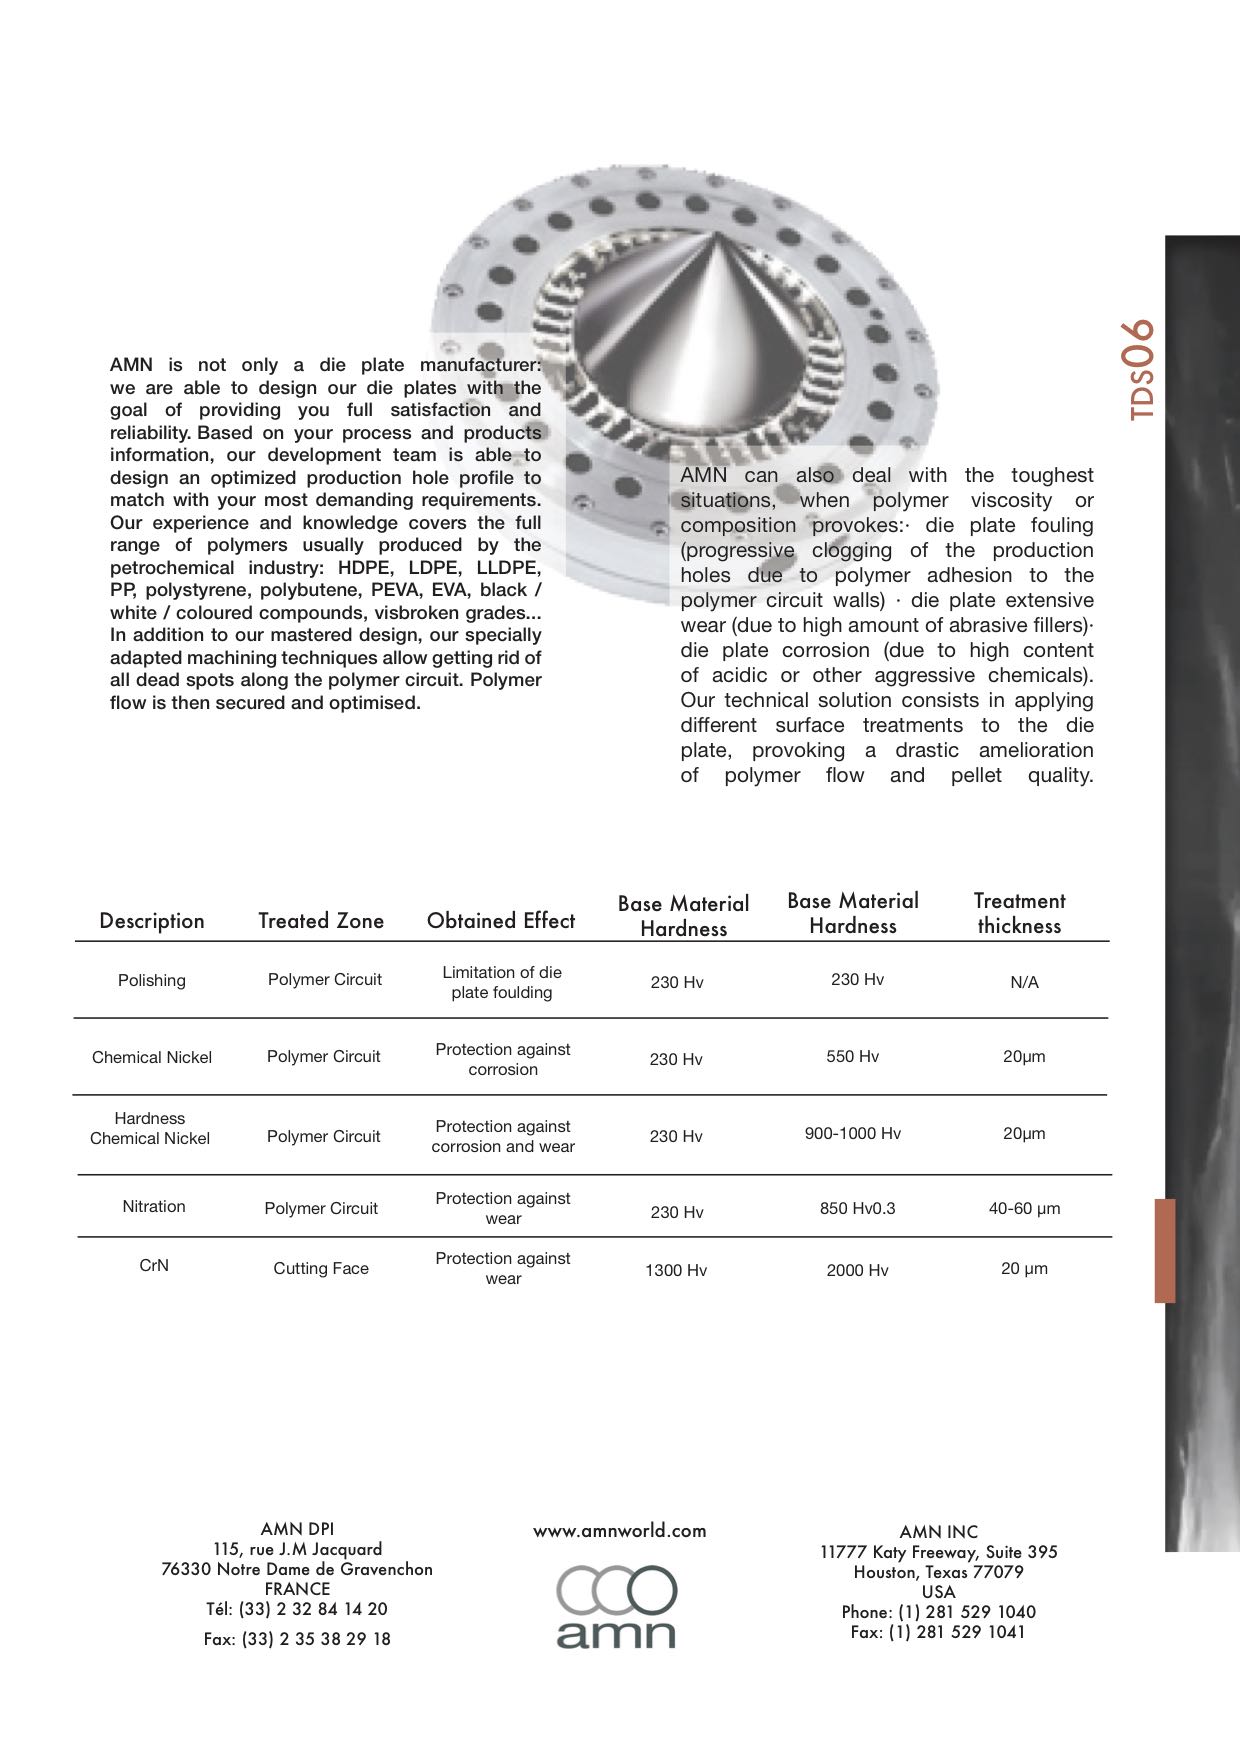 TDS06
AMN is not only a die plate manufacturer:
we are able to design our die plates with the
goal of providing you full satisfaction and
reliability. Based on your process and products
information, our development team is able to
design an optimized production hole profile to
match with your most demanding requirements.
Our experience and knowledge covers the full
range of polymers usually produced by the
petrochemical industry: HDPE, LDPE, LLDPE,
PP, polystyrene, polybutene, PEVA, EVA, black /
white / coloured compounds, visbroken grades...
In addition to our mastered design, our specially
adapted machining techniques allow getting rid of
all dead spots along the polymer circuit. Polymer
flow is then secured and optimised.
AMN can also deal with the toughest
situations, when polymer viscosity or
composition provokes:· die plate fouling
(progressive clogging of the production
holes due to polymer adhesion to the
polymer circuit walls) · die plate extensive
wear (due to high amount of abrasive fillers)·
die plate corrosion (due to high content
of acidic or other aggressive chemicals).
Our technical solution consists in applying
different surface treatments to the die
plate, provoking a drastic amelioration
of polymer flow and pellet quality.
Description Treated Zone Obtained Effect Base Material Hardness Base Material Hardness Treatment thickness
Polishing Polymer Circuit Limitation of die plate foulding 230 Hv 230 Hv N/A
Chemical Nickel Polymer Circuit Protection against corrosion 230 Hv 550 Hv 20µm
Hardness Chemical Nickel Polymer Circuit Protection against corrosion and wear 230 Hv 900-1000 Hv 20µm
Nitration Polymer Circuit Protection against wear 230 Hv 850 Hv0.3 40-60 µm
CrN Cutting Face Protection against wear 1300 Hv 2000 Hv 20 µm
AMN DPI
115, rue J.M Jacquard
76330 Notre Dame de Gravenchon
FRANCE
Tél: (33) 2 32 84 14 20
Fax: (33) 2 35 38 29 18
www.amnworld.com
amn
AMN INC
11777 Katy Freeway, Suite 395
Houston, Texas 77079
USA
Phone: (1) 281 529 1040
Fax: (1) 281 529 1041